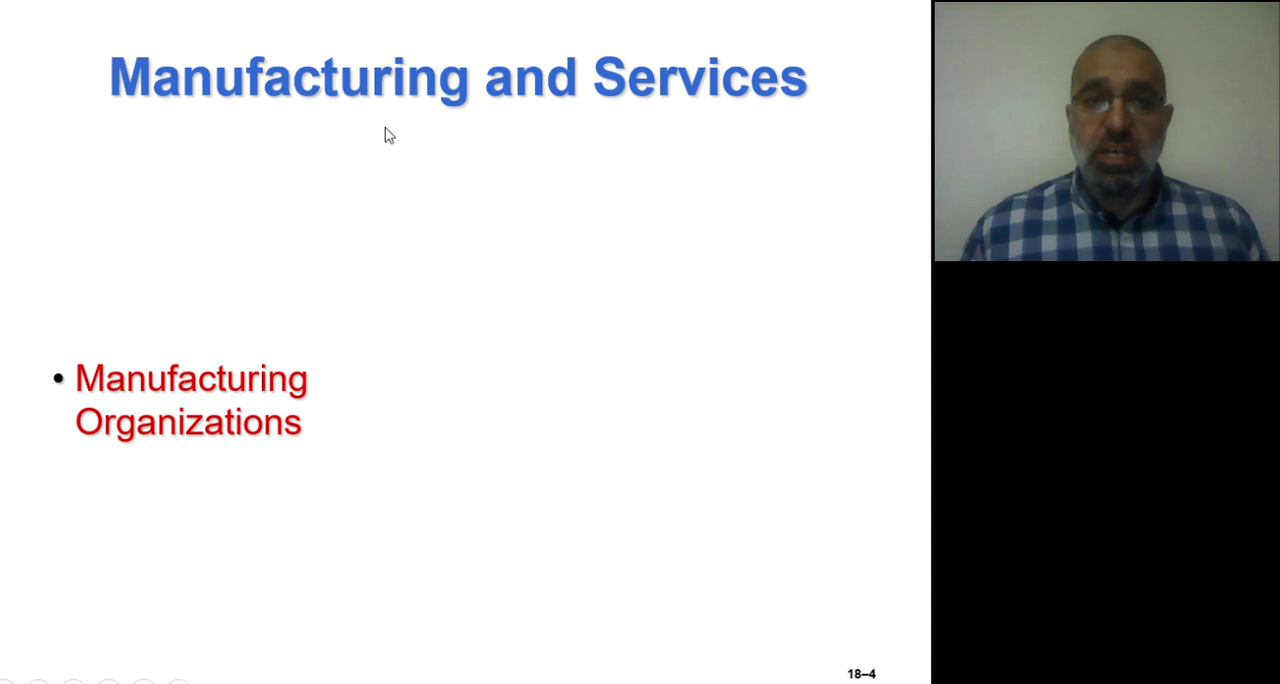 Manufacturing and Services
• Manufacturing
Organizations
18–4